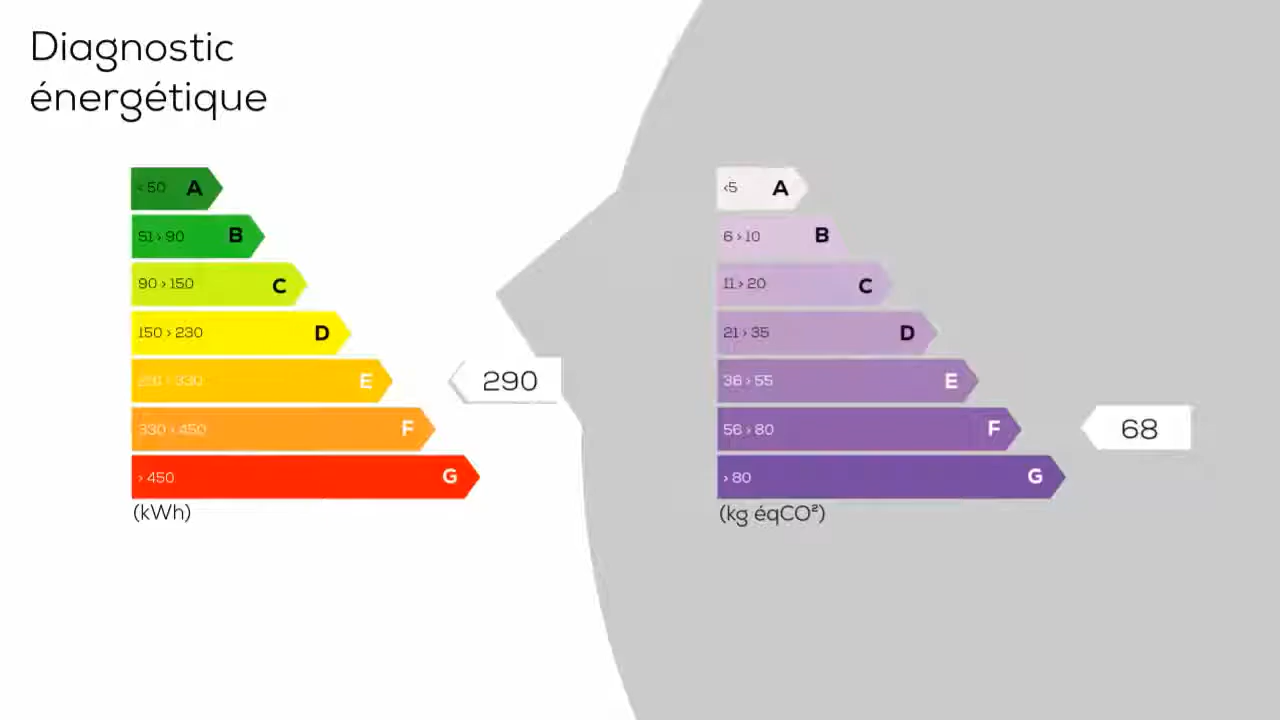 Diagnostic
énergétique
< 50 A
51 > 90 B
90 > 150 C
150 > 230 D
E
290
330 > 450 F
> 450 G
(kWh)
<5 A
6 > 10 B
11 > 20 C
21 > 35 D
36 > 55 E
56 > 80 F
68
> 80 G
(kg éqCO²)